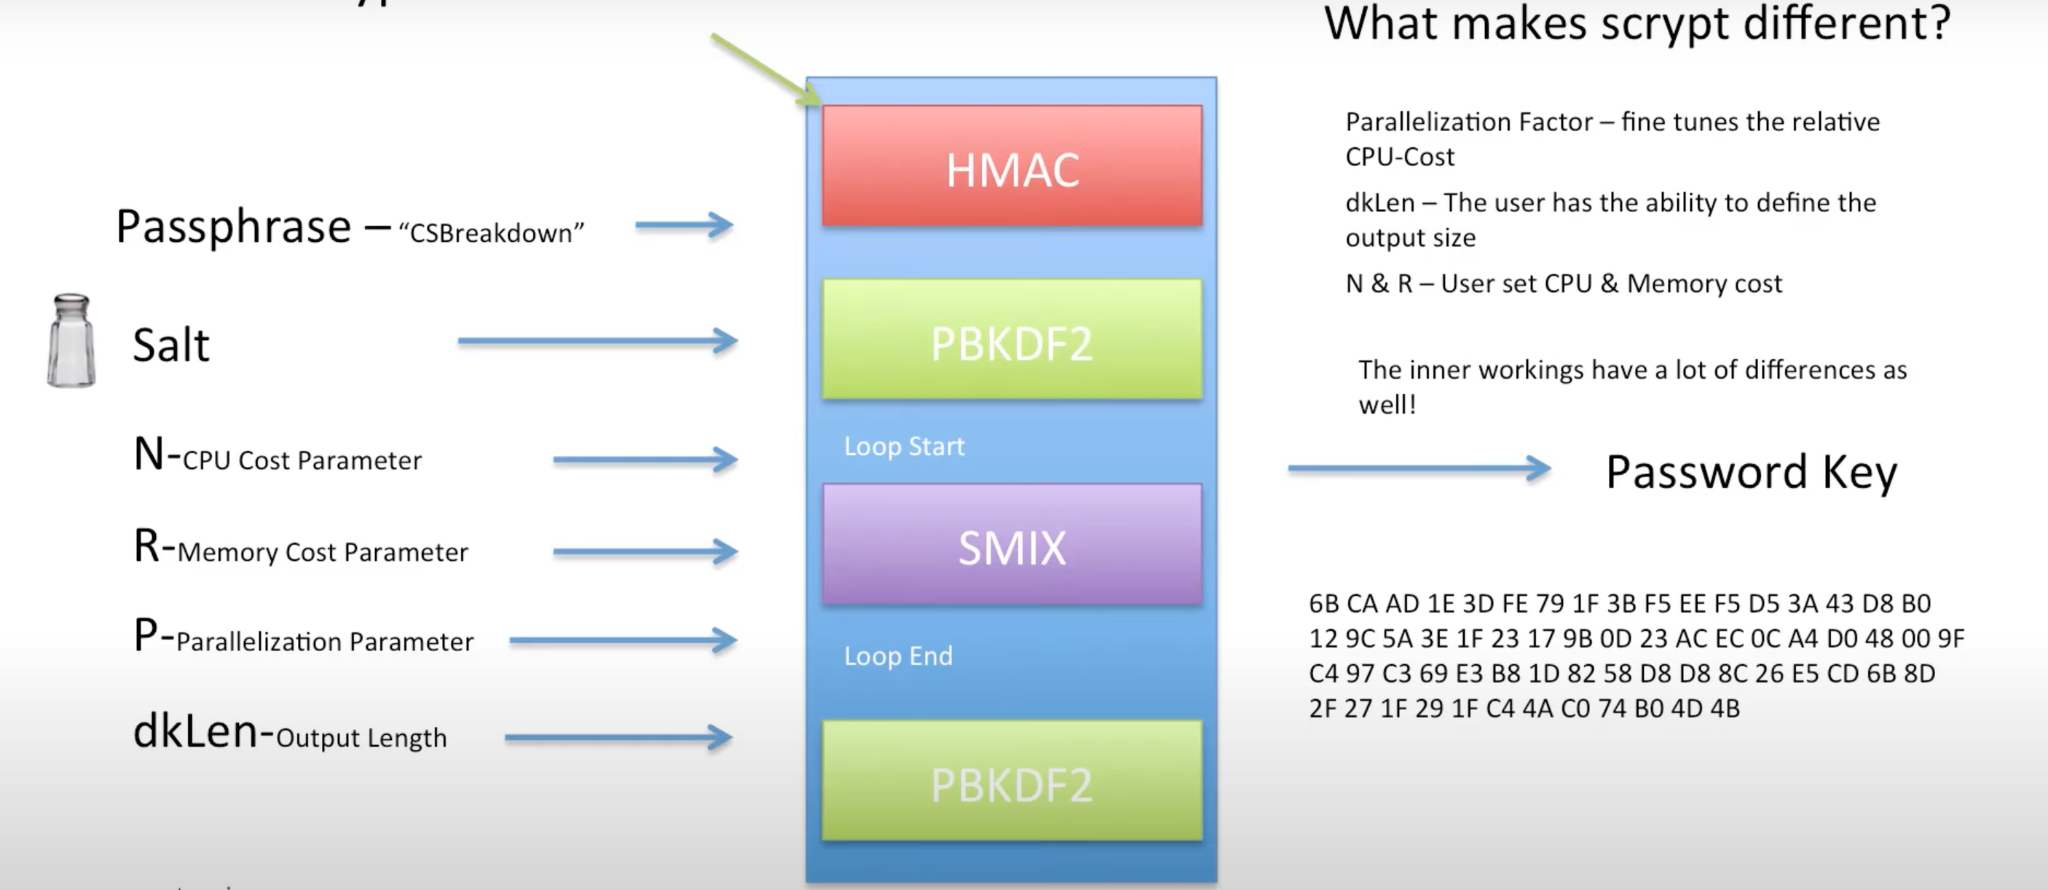 What makes scrypt different?
HMAC
Parallelization Factor – fine tunes the relative
CPU-Cost
dkLen – The user has the ability to define the
output size
N & R – User set CPU & Memory cost
The inner workings have a lot of differences as
well!
Passphrase – “CSBreakdown”
Salt
PBKDF2
N-CPU Cost Parameter
Loop Start
R-Memory Cost Parameter
SMIX
P-Parallelization Parameter
Loop End
dkLen-Output Length
PBKDF2
Password Key
6B CA AD 1E 3D FE 79 1F 3B F5 EE F5 D5 3A 43 D8 B0
12 9C 5A 3E 1F 23 17 9B 0D 23 AC EC 0C A4 D0 48 00 9F
C4 97 C3 69 E3 B8 1D 82 58 D8 D8 8C 26 E5 CD 6B 8D
2F 27 1F 29 1F C4 4A C0 74 B0 4D 4B